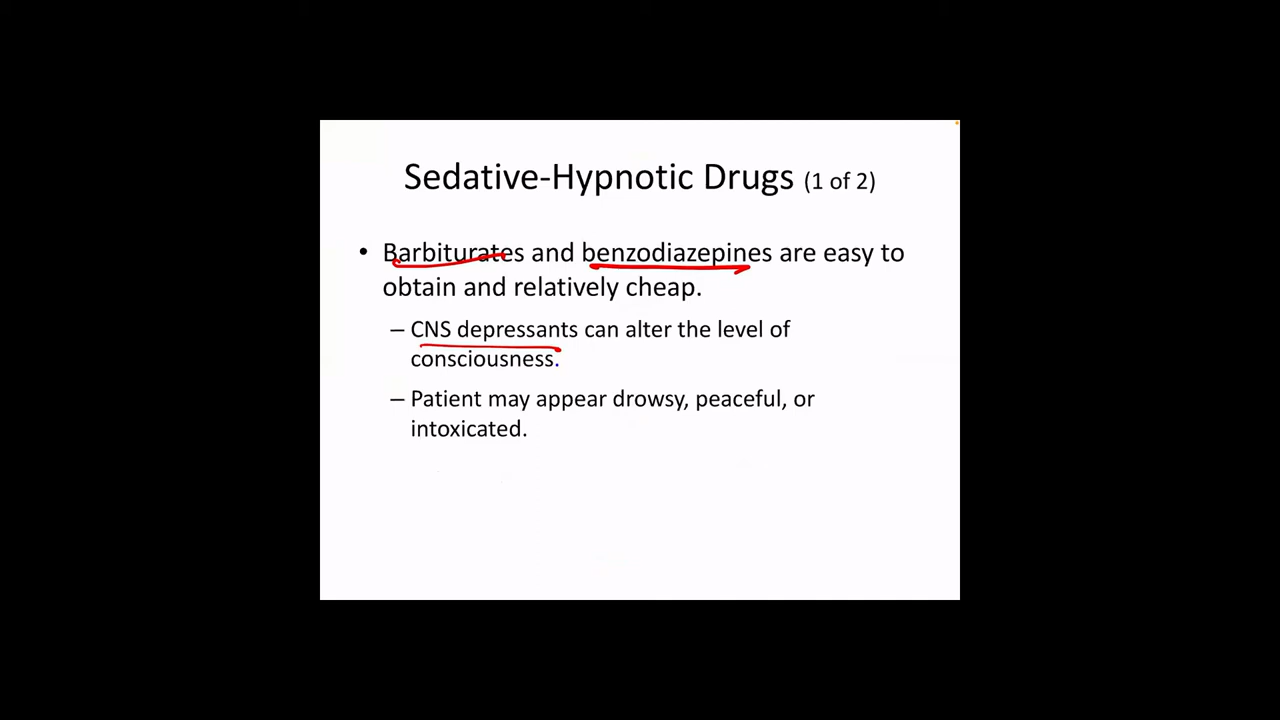 Sedative-Hypnotic Drugs (1 of 2)
• Barbiturates and benzodiazepines are easy to
obtain and relatively cheap.
– CNS depressants can alter the level of
consciousness.
– Patient may appear drowsy, peaceful, or
intoxicated.